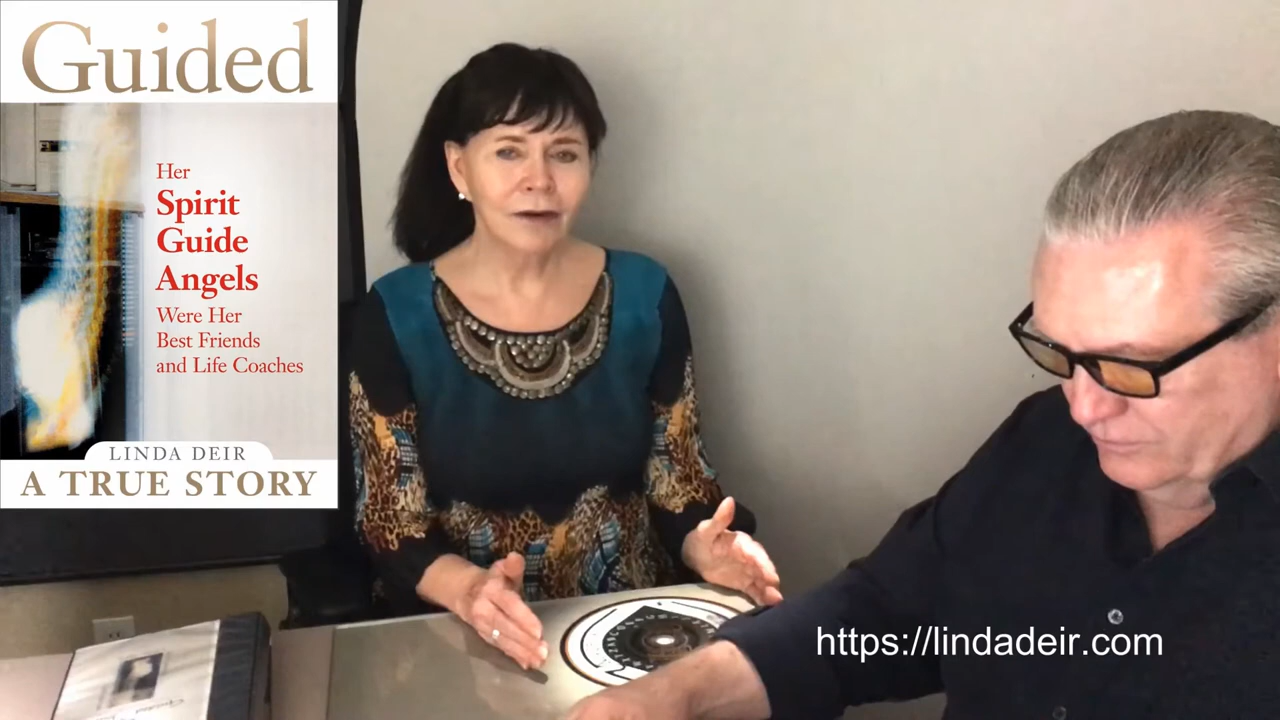 Guided
Her
Spirit
Guide
Angels
Were Her
Best Friends
and Life Coaches
LINDA DEIR
A TRUE STORY
https://lindadeir.com